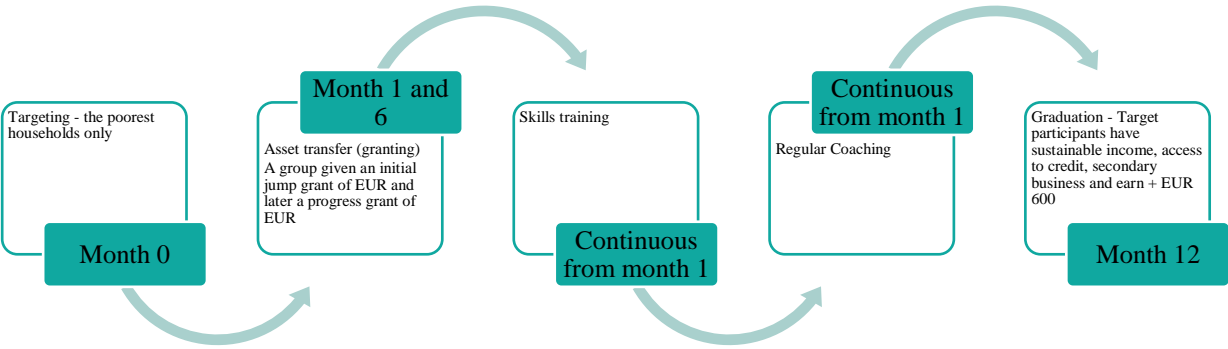 Targeting - the poorest
households only
Month 0
Month 1 and
6
Asset transfer (granting)
A group given an initial
jump grant of EUR and
later a progress grant of
EUR
Skills training
Continuous
from month 1
Continuous
from month 1
Regular Coaching
Graduation - Target
participants have
sustainable income, access
to credit, secondary
business and earn + EUR
600
Month 12